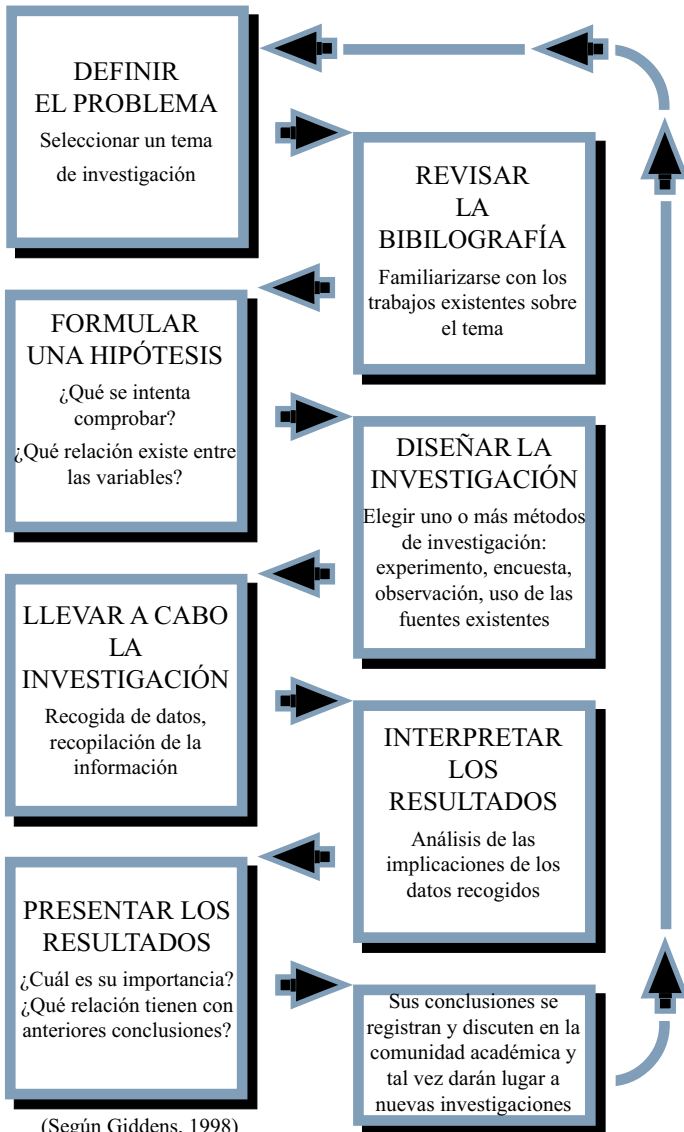 DEFINIR
EL PROBLEMA
Seleccionar un tema
de investigación
REVISAR
LA
BIBILOGRAFÍA
Familiarizarse con los
trabajos existentes sobre
el tema
FORMULAR
UNA HIPÓTESIS
¿Qué se intenta
comprobar?
¿Qué relación existe entre
las variables?
DISEÑAR LA
INVESTIGACIÓN
Elegir uno o más métodos
de investigación:
experimento, encuesta,
observación, uso de las
fuentes existentes
LLEVAR A CABO
LA
INVESTIGACIÓN
Recogida de datos,
recopilación de la
información
INTERPRETAR
LOS
RESULTADOS
Análisis de las
implicaciones de los
datos recogidos
PRESENTAR LOS
RESULTADOS
¿Cuál es su importancia?
¿Qué relación tienen con
anteriores conclusiones?
Sus conclusiones se
registran y discuten en la
comunidad académica y
tal vez darán lugar a
nuevas investigaciones
(Según Giddens, 1998)